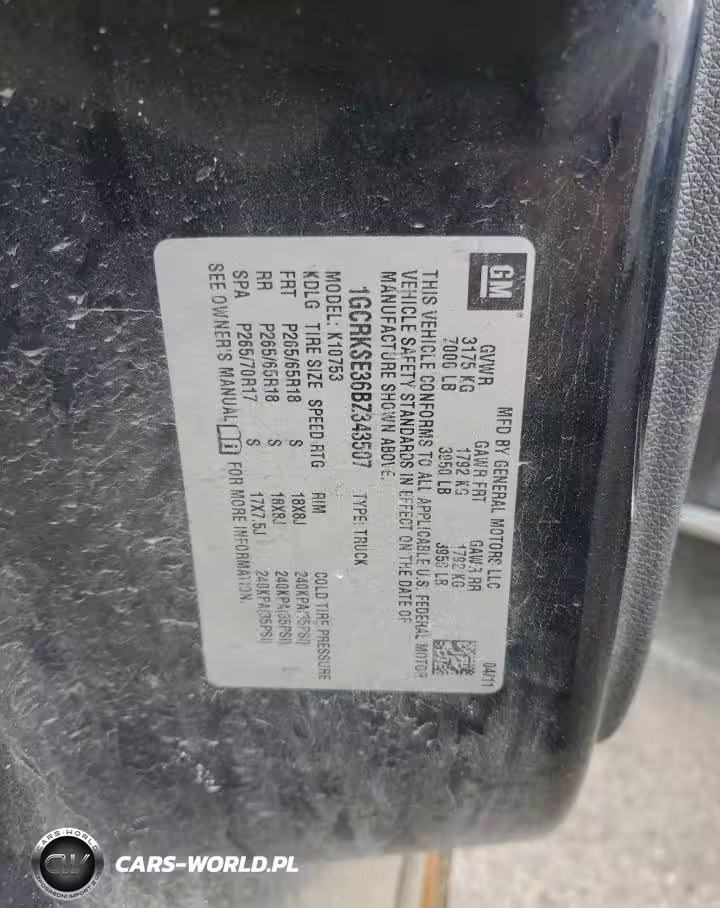 GM
MFD BY GENERAL MOTORS LLC 04/11
GVWR GAWR FRT GAWR RR
3175 KG 1792 KG 1792 KG
7000 LB 3950 LB 3950 LB
THIS VEHICLE CONFORMS TO ALL APPLICABLE U.S. FEDERAL MOTOR
VEHICLE SAFETY STANDARDS IN EFFECT ON THE DATE OF
MANUFACTURE SHOWN ABOVE.
1GCRKSE36BZ343507 TYPE: TRUCK
MODEL: K10753
KDLG TIRE SIZE SPEED RTG RIM COLD TIRE PRESSURE
FRT P265/65R18 S 18X8J 240KPA(35PSI)
RR P265/65R18 S 18X8J 240KPA(35PSI)
SPA P265/70R17 S 17X7.5J 240KPA(35PSI)
SEE OWNER'S MANUAL FOR MORE INFORMATION.
CARS-WORLD
CW
CARS-WORLD.PL